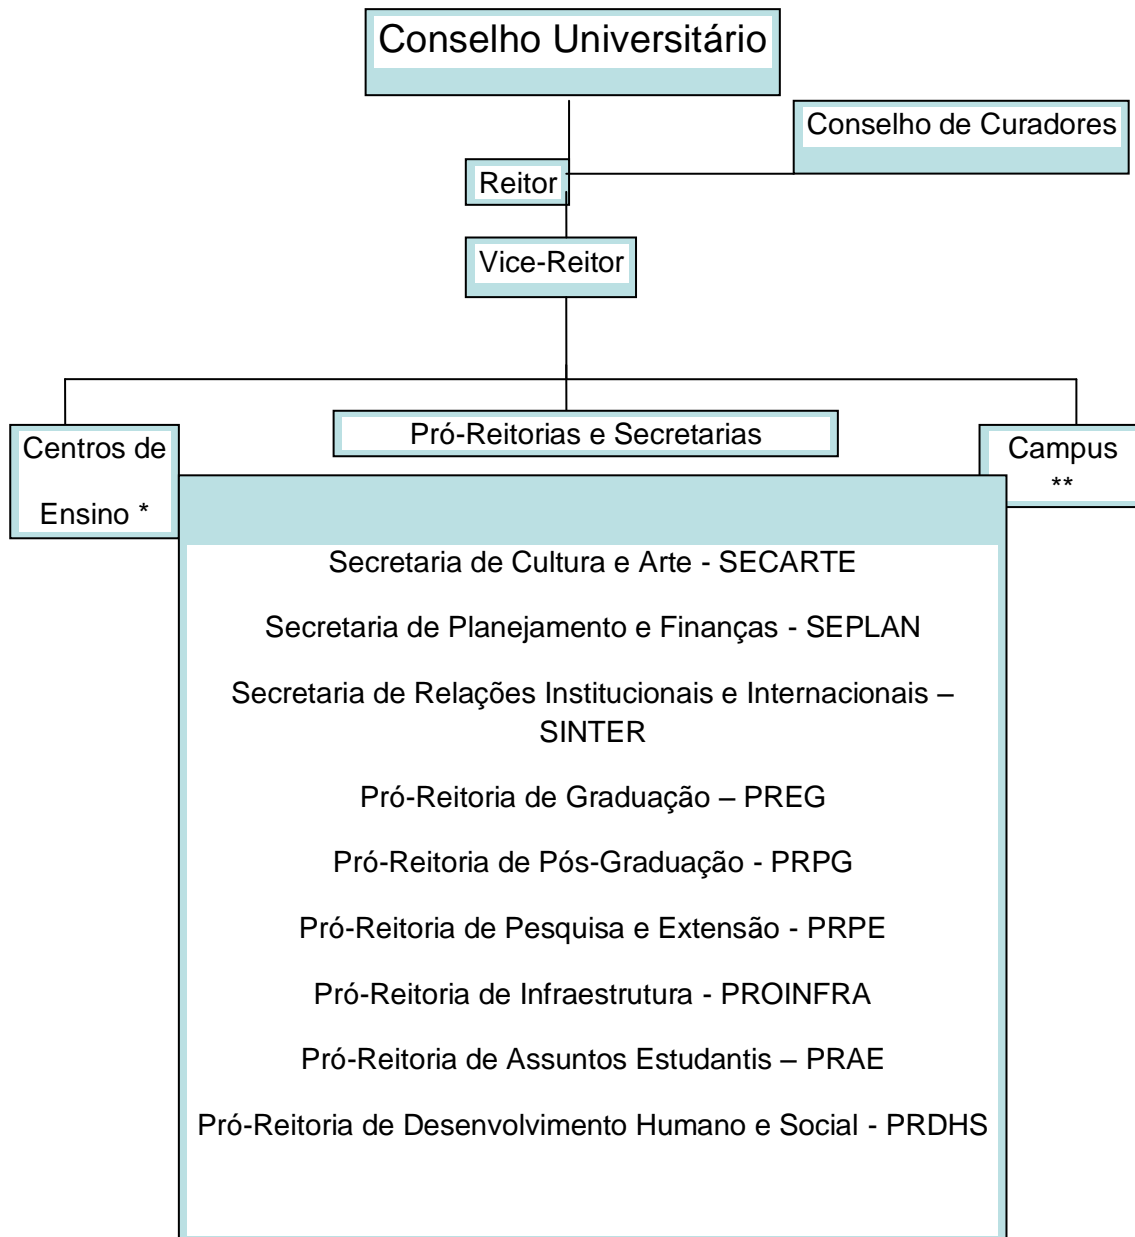 Conselho Universitário
Conselho de Curadores
Reitor
Vice-Reitor
Centros de
Ensino *
Pró-Reitorias e Secretarias
Campus
**
Secretaria de Cultura e Arte - SECARTE
Secretaria de Planejamento e Finanças - SEPLAN
Secretaria de Relações Institucionais e Internacionais –
SINTER
Pró-Reitoria de Graduação – PREG
Pró-Reitoria de Pós-Graduação - PRPG
Pró-Reitoria de Pesquisa e Extensão - PRPE
Pró-Reitoria de Infraestrutura - PROINFRA
Pró-Reitoria de Assuntos Estudantis – PRAE
Pró-Reitoria de Desenvolvimento Humano e Social - PRDHS